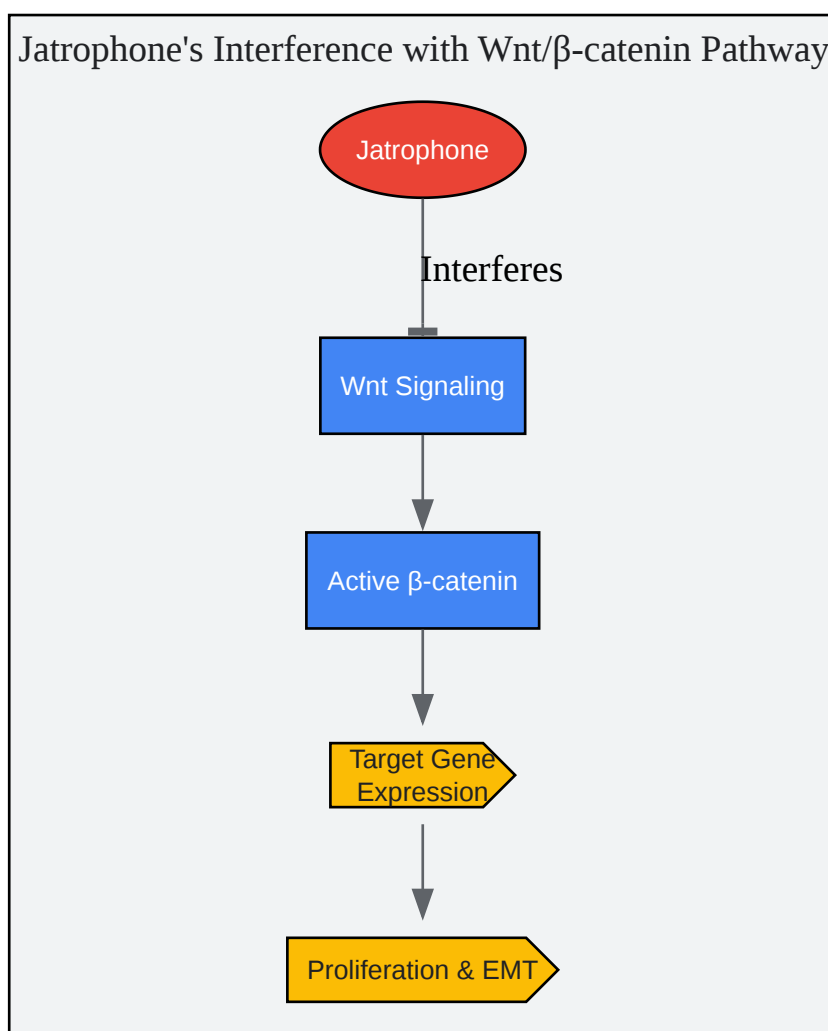 Jatrophone's Interference with Wnt/β-catenin Pathway
Jatrophone
Interferes
Wnt Signaling
Active β-catenin
Target Gene
Expression
Proliferation & EMT